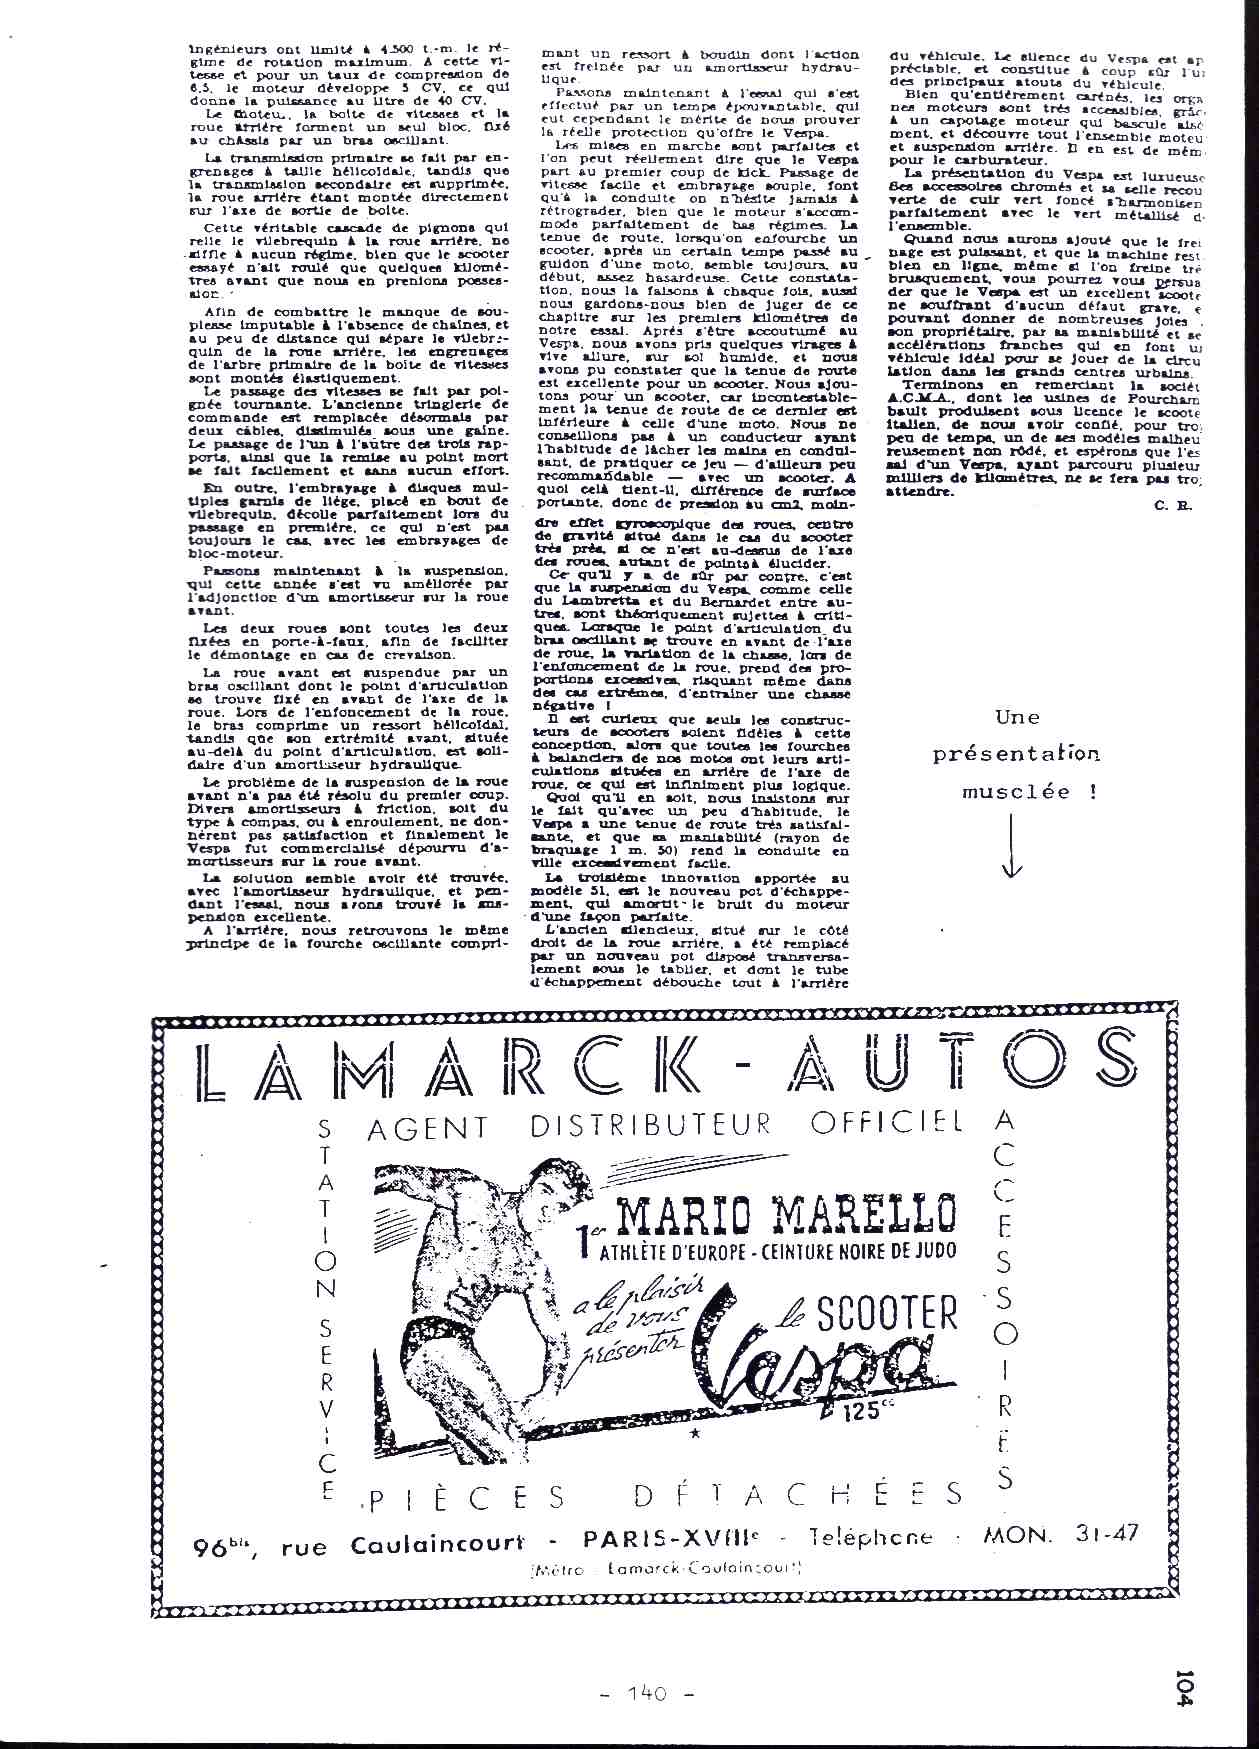 ingénieurs ont limité à 4.500 t.-m. le ré-
gime de rotation maximum. A cette vi-
tesse et pour un taux de compression de
6,5, le moteur développe 5 CV, ce qui
donne la puissance au litre de 40 CV.
Le moteur, la boîte de vitesses et la
roue arrière forment un seul bloc, fixé
au châssis par un bras oscillant.
La transmission primaire se fait par en-
grenages à taille hélicoïdale, tandis que
la transmission secondaire est supprimée,
la roue arrière étant montée directement
sur l'axe de sortie de boîte.
Cette véritable cascade de pignons qui
relie le vilebrequin à la roue arrière, ne
siffle à aucun régime, bien que le scooter
essayé n'ait roulé que quelques kilomé-
tres avant que nous en prenions posses-
sion.
Afin de combattre le manque de sou-
plesse imputable à l'absence de chaînes, et
au peu de distance qui sépare le vilebre-
quin de la roue arrière, les engrenages
de l'arbre primaire de la boîte de vitesses
sont montés élastiquement.
Le passage des vitesses se fait par poi-
gnée tournante. L'ancienne tringlerie de
commande est remplacée désormais par
deux câbles, dissimulés sous une gaine.
Le passage de l'un à l'autre des trois rap-
ports, ainsi que la remise au point mort
se fait facilement et sans aucun effort.
En outre, l'embrayage à disques mul-
tiples garnis de liège, placé en bout de
vilebrequin, décolle parfaitement lors du
passage en première, ce qui n'est pas
toujours le cas, avec les embrayages de
bloc-moteur.
Passons maintenant à la suspension,
qui cette année s'est vu améliorée par
l'adjonction d'un amortisseur sur la roue
avant.
Les deux roues sont toutes les deux
fixées en porte-à-faux, afin de faciliter
le démontage en cas de crevaison.
La roue avant est suspendue par un
bras oscillant dont le point d'articulation
se trouve fixé en avant de l'axe de la
roue. Lors de l'enfoncement de la roue,
le bras comprime un ressort hélicoïdal,
tandis que son extrémité avant, située
au-delà du point d'articulation, est soli-
daire d'un amortisseur hydraulique.
Le problème de la suspension de la roue
avant n'a pas été résolu du premier coup.
Divers amortisseurs à friction, soit du
type à compas, ou à enroulement, ne don-
nèrent pas satisfaction et finalement le
Vespa fut commercialisé dépourvu d'a-
mortisseurs sur la roue avant.
La solution semble avoir été trouvée,
avec l'amortisseur hydraulique, et pen-
dant l'essai, nous avons trouvé la sus-
pension excellente.
A l'arrière, nous retrouvons le même
principe de la fourche oscillante compri-
mant un ressort à boudin dont l'action
est freinée par un amortisseur hydrau-
lique.
Passons maintenant à l'essai qui s'est
effectué par un temps épouvantable, qui
eut cependant le mérite de nous prouver
la réelle protection qu'offre le Vespa.
Les mises en marche sont parfaites et
l'on peut réellement dire que le Vespa
part au premier coup de kick. Passage de
vitesse facile et embrayage souple, font
qu'à la conduite on n'hésite jamais à
rétrograder, bien que le moteur s'accom-
mode parfaitement de bas régimes. La
tenue de route, lorsqu'on enfourche un
scooter, après un certain temps passé au
guidon d'une moto, semble toujours, au
début, assez hasardeuse. Cette constata-
tion, nous la faisons à chaque fois, aussi
nous gardons-nous bien de juger de ce
chapitre sur les premiers kilomètres de
notre essai. Après s'être accoutumé au
Vespa, nous avons pris quelques virages à
vive allure, sur sol humide, et nous
avons pu constater que la tenue de route
est excellente pour un scooter. Nous ajou-
tons pour un scooter, car incontestable-
ment la tenue de route de ce dernier est
inférieure à celle d'une moto. Nous ne
conseillons pas à un conducteur ayant
l'habitude de lâcher les mains en condui-
sant, de pratiquer ce jeu — d'ailleurs peu
recommandable — avec un scooter. A
quoi celà tient-il, différence de surface
portante, donc de pression au cm2, moin-
dre effet gyroscopique des roues, centre
de gravité situé dans le cas du scooter
très près, si ce n'est au-dessus de l'axe
des roues, autant de points à élucider.
Ce qu'il y a de sûr par contre, c'est
que la suspension du Vespa, comme celle
du Lambretta et du Bernardet entre au-
tres, sont théoriquement sujettes à criti-
ques. Lorsque le point d'articulation du
bras oscillant se trouve en avant de l'axe
de roue, la variation de la chasse, lors de
l'enfoncement de la roue, prend des pro-
portions excessives, risquant même dans
des cas extrêmes, d'entraîner une chasse
négative !
Il est curieux que seuls les construc-
teurs de scooters soient fidèles à cette
conception, alors que toutes les fourches
à balanciers de nos motos ont leurs arti-
culations situées en arrière de l'axe de
roue, ce qui est infiniment plus logique.
Quoi qu'il en soit, nous insistons sur
le fait qu'avec un peu d'habitude, le
Vespa a une tenue de route très satisfai-
sante, et que sa maniabilité (rayon de
braquage 1 m. 50) rend la conduite en
ville excessivement facile.
La troisième innovation apportée au
modèle 51, est le nouveau pot d'échappe-
ment, qui amortit le bruit du moteur
d'une façon parfaite.
L'ancien silencieux, situé sur le côté
droit de la roue arrière, a été remplacé
par un nouveau pot disposé transversa-
lement sous le tablier, et dont le tube
d'échappement débouche tout à l'arrière
du véhicule. Le silence du Vespa est ap
préciable, et constitue à coup sûr l'u
des principaux atouts du véhicule.
Bien qu'entièrement carénés, les orga
nes moteurs sont très accessibles, grâc
à un capotage moteur qui bascule aisé
ment, et découvre tout l'ensemble moteu
et suspension arrière. Il en est de mêm
pour le carburateur.
La présentation du Vespa est luxueuse
Ses accessoires chromés et sa selle recou
verte de cuir vert foncé s'harmonisen
parfaitement avec le vert métallisé d
l'ensemble.
Quand nous aurons ajouté que le frei
nage est puissant, et que la machine rest
bien en ligne, même si l'on freine trè
brusquement, vous pourrez vous persua
der que le Vespa est un excellent scoote
ne souffrant d'aucun défaut grave, e
pouvant donner de nombreuses joies
son propriétaire, par sa maniabilité et se
accélérations franches qui en font u
véhicule idéal pour se jouer de la circu
lation dans les grands centres urbains.
Terminons en remerciant la sociét
A.C.M.A., dont les usines de Fourcham
bault produisent sous licence le scoote
italien, de nous avoir confié, pour tro
peu de temps, un de ses modèles malheu
reusement non rôdé, et espérons que l'es
sai d'un Vespa, ayant parcouru plusieur
milliers de kilomètres, ne se fera pas tro
attendre.
C. R.
Une
présentation
musclée !
LAMARCK-AUTOS
AGENT DISTRIBUTEUR OFFICIEL
STATION SERVICE
MARIO MARELLO
1er ATHLÈTE D'EUROPE - CEINTURE NOIRE DE JUDO
a le plaisir
de vous
présenter
le SCOOTER
Vespa
125cc
ACCESSOIRES
PIÈCES DÉTACHÉES
96bis, rue Caulaincourt - PARIS-XVIIIe - Téléphone : MON. 31-47
(Métro : Lamarck-Caulaincourt)
- 140 -
104